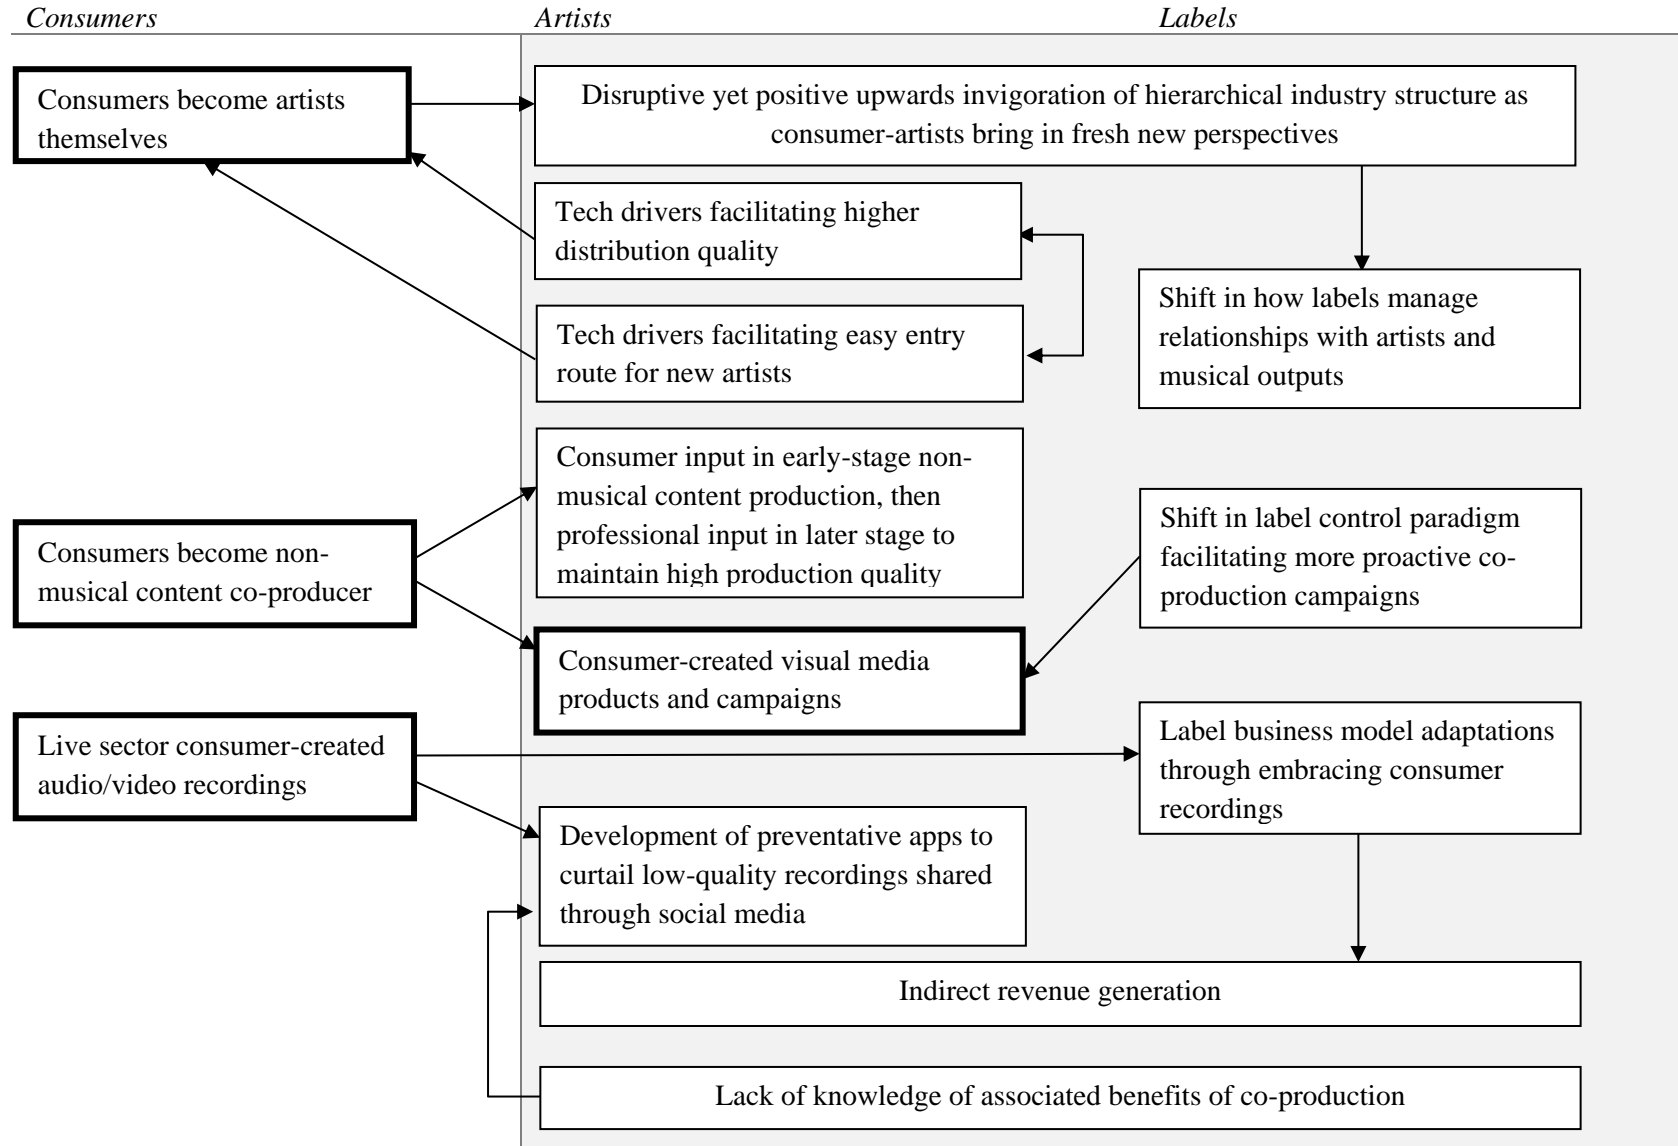 Consumers
Artists
Labels
Consumers become artists
themselves
Disruptive yet positive upwards invigoration of hierarchical industry structure as
consumer-artists bring in fresh new perspectives
Tech drivers facilitating higher
distribution quality
Tech drivers facilitating easy entry
route for new artists
Shift in how labels manage
relationships with artists and
musical outputs
Consumer input in early-stage non-
musical content production, then
professional input in later stage to
maintain high production quality
Consumers become non-
musical content co-producer
Shift in label control paradigm
facilitating more proactive co-
production campaigns
Consumer-created visual media
products and campaigns
Live sector consumer-created
audio/video recordings
Label business model adaptations
through embracing consumer
recordings
Development of preventative apps to
curtail low-quality recordings shared
through social media
Indirect revenue generation
Lack of knowledge of associated benefits of co-production